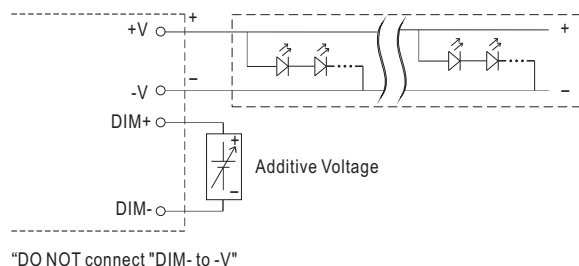 +V
+
+
-V
−
−
DIM+
+
Additive Voltage
−
DIM-
“DO NOT connect "DIM- to -V"